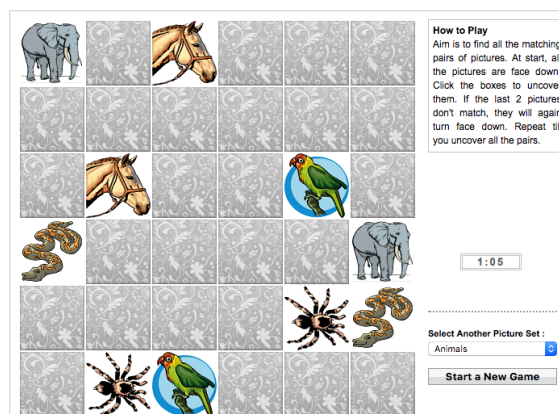 How to Play
Aim is to find all the matching
pairs of pictures. At start, al
the pictures are face down
Click the boxes to uncove
them. If the last 2 pictures
don't match, they will again
turn face down. Repeat til
you uncover all the pairs.
1:05
Select Another Picture Set :
Animals
Start a New Game